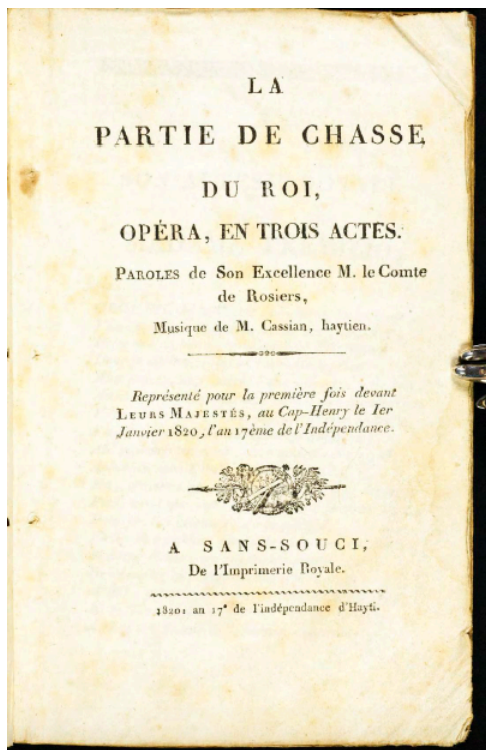 LA
PARTIE DE CHASSE
DU ROI,
OPÉRA, EN TROIS ACTES.
PAROLES de Son Excellence M. le Comte
de Rosiers,
Musique de M. Cassian, haytien.
Représenté pour la première fois devant
LEURS MAJESTÉS, au Cap-Henry le 1er
Janvier 1820, l'an 17ème de l'Indépendance.
A SANS-SOUCI,
De l'Imprimerie Royale.
1820: an 17e de l'indépendance d'Hayti.